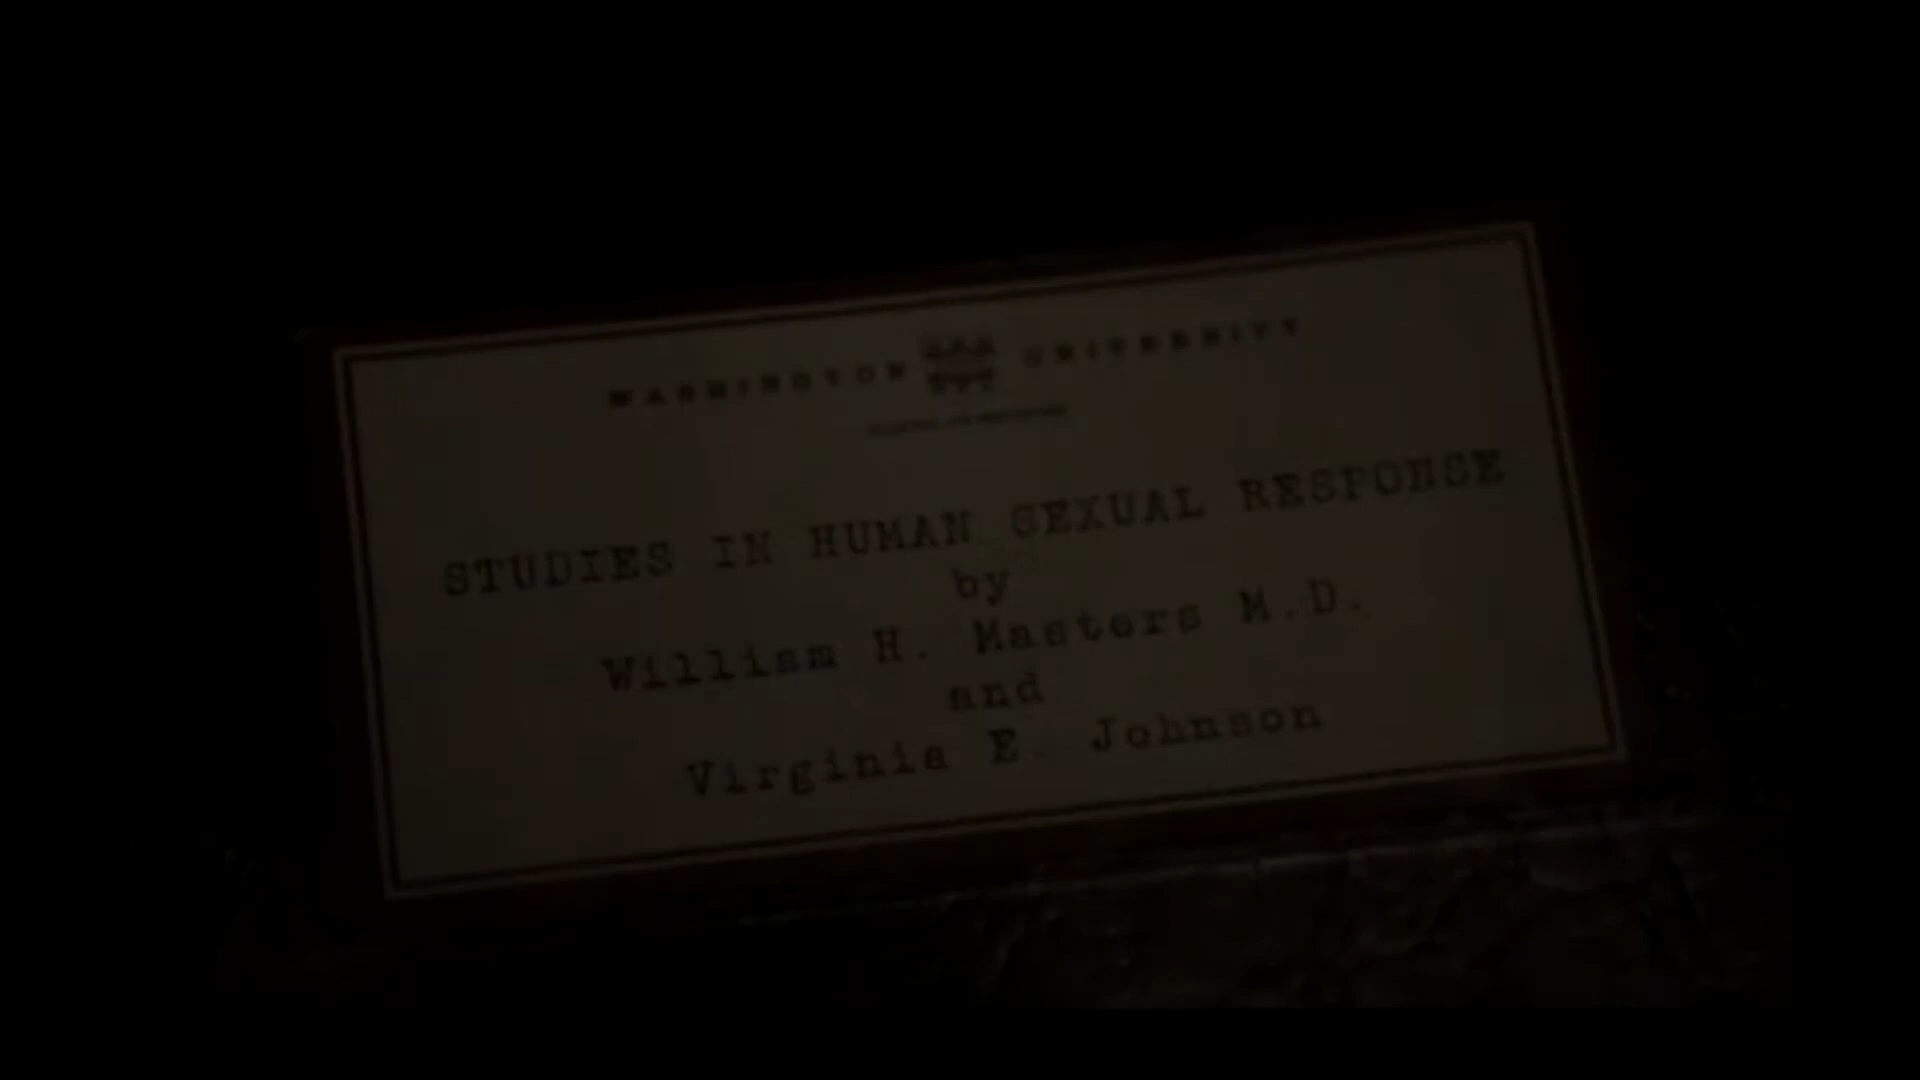 WASHINGTON UNIVERSITY
STUDIES IN HUMAN SEXUAL RESPONSE
by
William H. Masters M.D.
and
Virginia E. Johnson